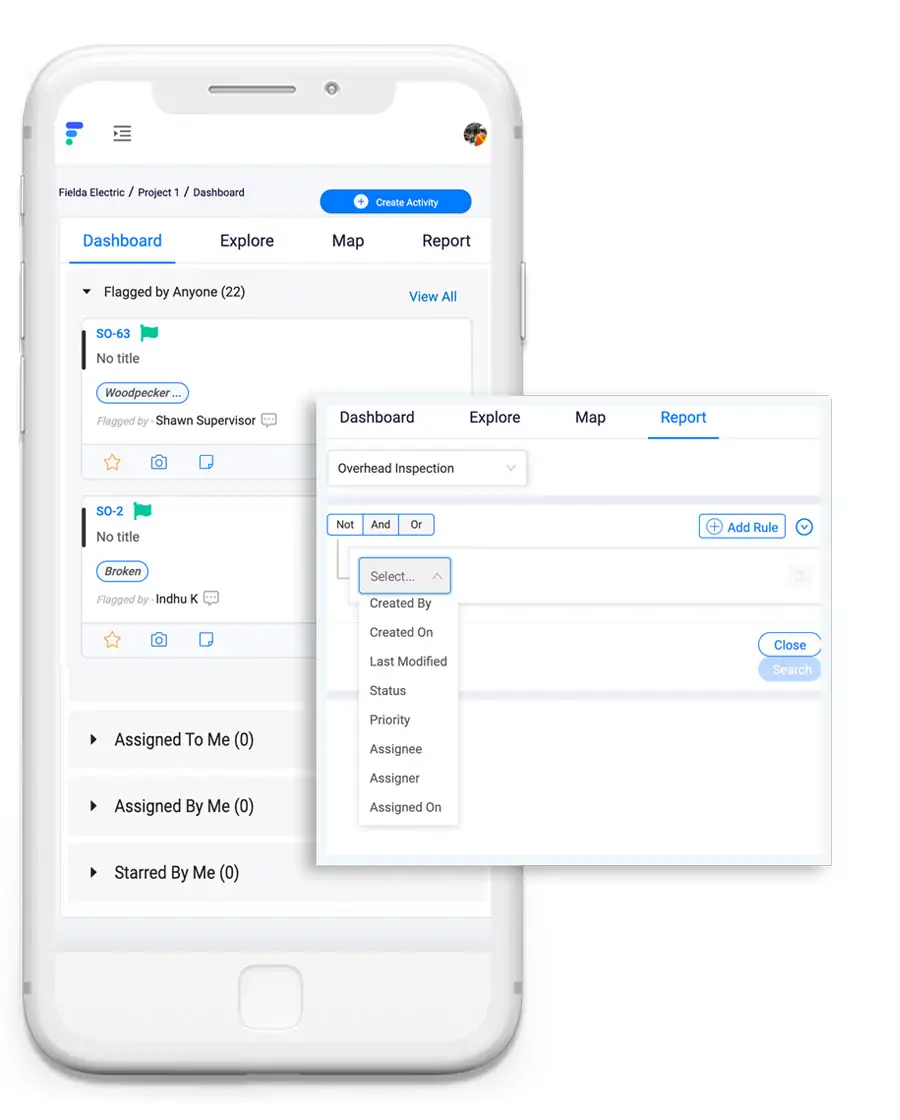 Fielda Electric / Project 1 / Dashboard
Create Activity
Dashboard Explore Map Report
Flagged by Anyone (22) View All
SO-63
No title
Woodpecker ...
Flagged by - Shawn Supervisor
SO-2
No title
Broken
Flagged by - Indhu K
Assigned To Me (0)
Assigned By Me (0)
Starred By Me (0)
Dashboard Explore Map Report
Overhead Inspection
Not And Or Add Rule
Select...
Created By
Created On
Last Modified
Status
Priority
Assignee
Assigner
Assigned On
Close
Search